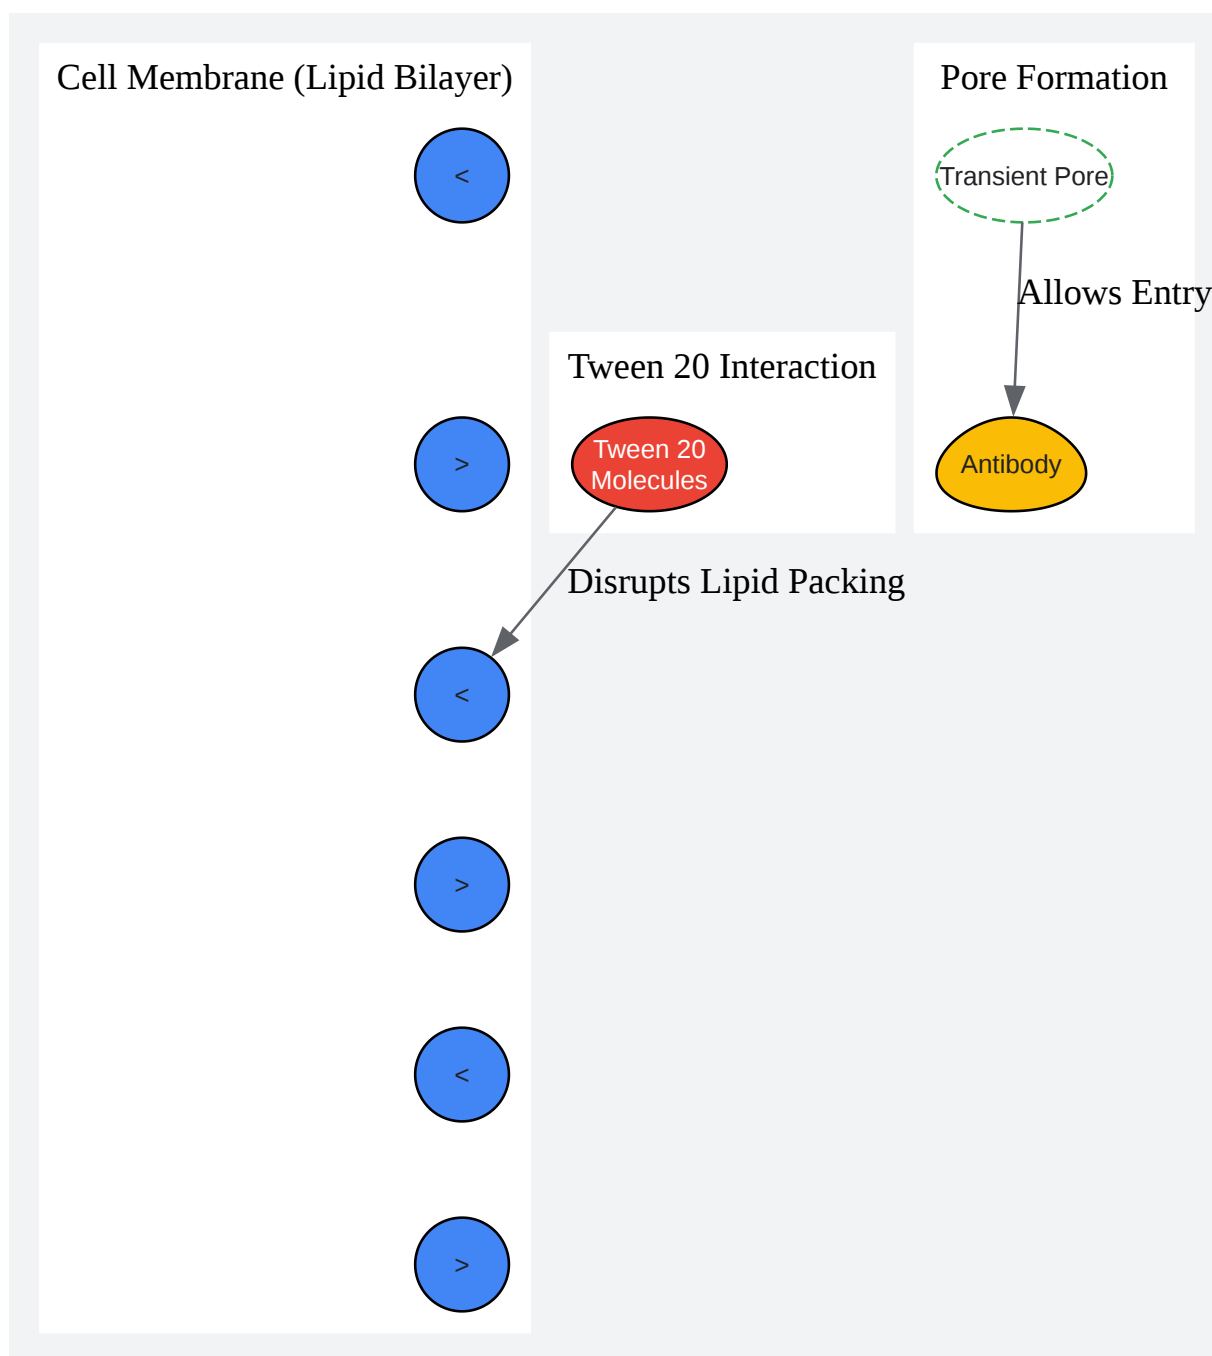 Cell Membrane (Lipid Bilayer)
<
>
<
>
<
>
Tween 20 Interaction
Tween 20
Molecules
Disrupts Lipid Packing
Pore Formation
Transient Pore
Allows Entry
Antibody